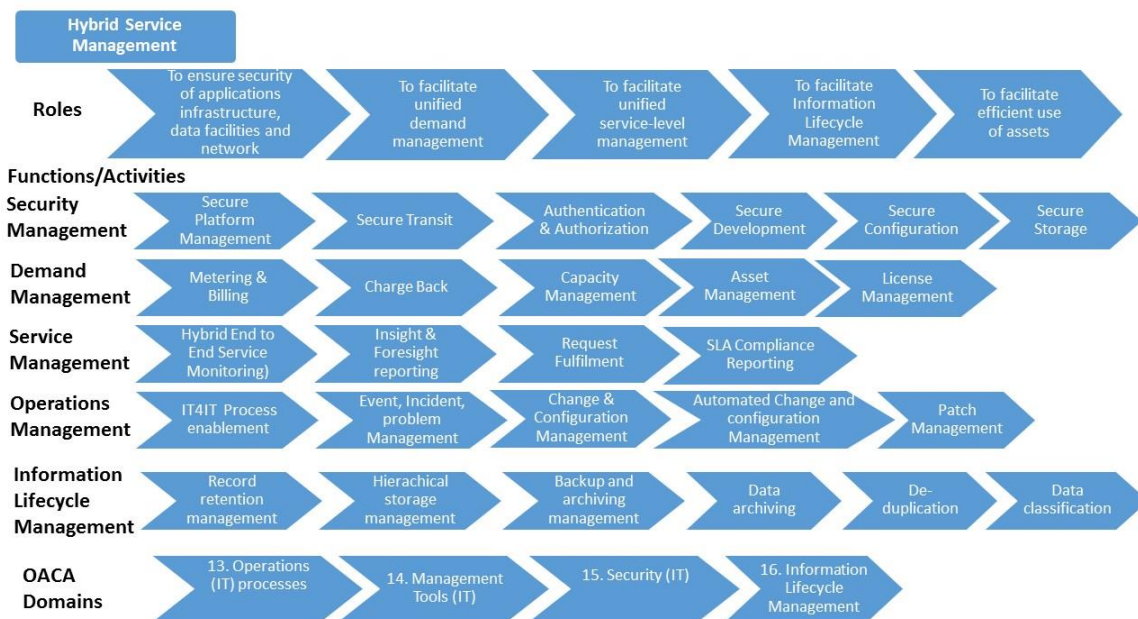 Hybrid Service
Management
Roles
To ensure security
of applications
infrastructure,
data facilities and
network
To facilitate
unified
demand
management
To facilitate
unified
service-level
management
To facilitate
Information
Lifecycle
Management
To facilitate
efficient use
of assets
Functions/Activities
Security
Management
Secure
Platform
Management
Secure Transit
Authentication
& Authorization
Secure
Development
Secure
Configuration
Secure
Storage
Demand
Management
Metering &
Billing
Charge Back
Capacity
Management
Asset
Management
License
Management
Service
Management
Hybrid End to
End Service
Monitoring)
Insight &
Foresight
reporting
Request
Fulfilment
SLA Compliance
Reporting
Operations
Management
IT4IT Process
enablement
Event, Incident,
problem
Management
Change &
Configuration
Management
Automated Change and
configuration
Management
Patch
Management
Information
Lifecycle
Management
Record
retention
management
Hierachical
storage
management
Backup and
archiving
management
Data
archiving
De-
duplication
Data
classification
OACA
Domains
13. Operations
(IT) processes
14. Management
Tools (IT)
15. Security (IT)
16. Information
Lifecycle
Management